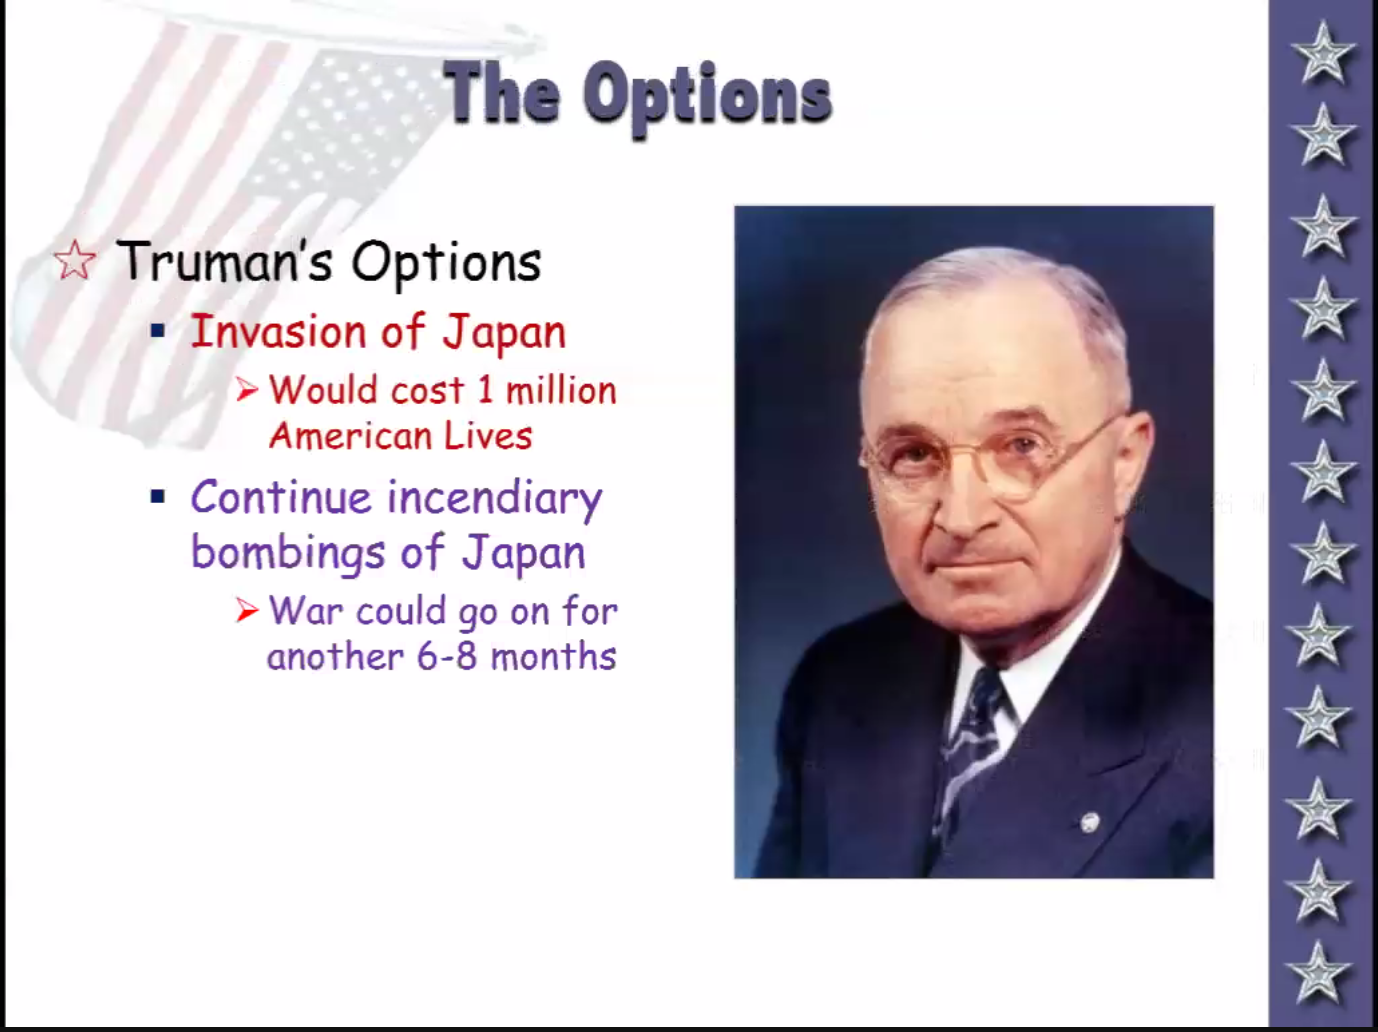 The Options
Truman's Options
Invasion of Japan
Would cost 1 million
American Lives
Continue incendiary
bombings of Japan
War could go on for
another 6-8 months